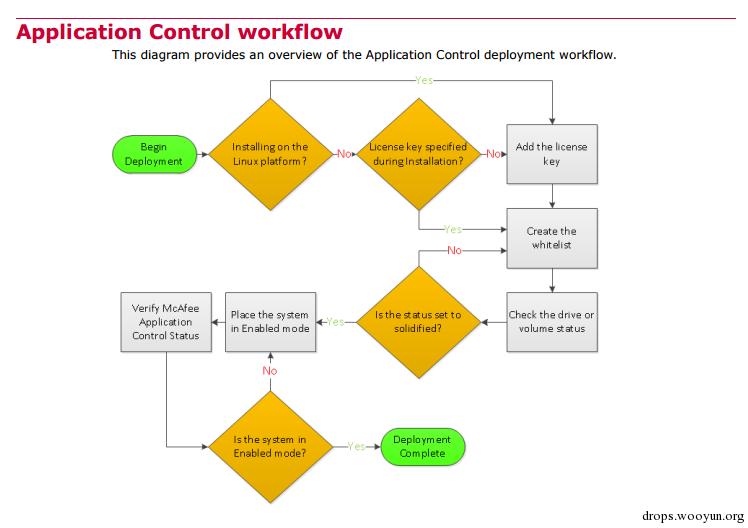 Application Control workflow
This diagram provides an overview of the Application Control deployment workflow.
Yes
Begin
Deployment
Installing on the
Linux platform?
No
License key specified
during Installation?
No
Add the license
key
Yes
Create the
whitelist
No
Verify McAfee
Application
Control Status
Place the system
in Enabled mode
Yes
Is the status set to
solidified?
Check the drive or
volume status
No
Is the system in
Enabled mode?
Yes
Deployment
Complete
drops.wooyun.org